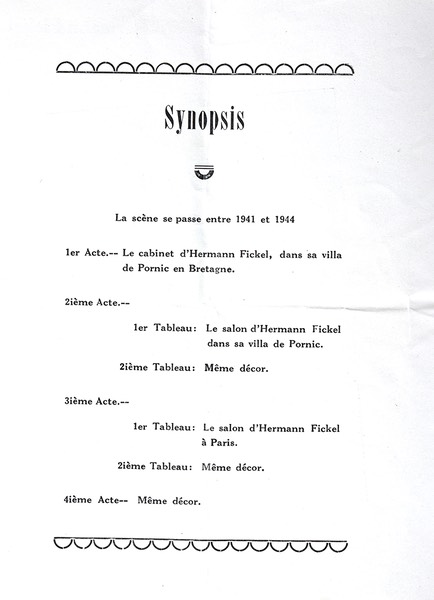 Synopsis
La scène se passe entre 1941 et 1944
1er Acte.-- Le cabinet d'Hermann Fickel, dans sa villa
de Pornic en Bretagne.
2ième Acte.--
1er Tableau: Le salon d'Hermann Fickel
dans sa villa de Pornic.
2ième Tableau: Même décor.
3ième Acte.--
1er Tableau: Le salon d'Hermann Fickel
à Paris.
2ième Tableau: Même décor.
4ième Acte-- Même décor.